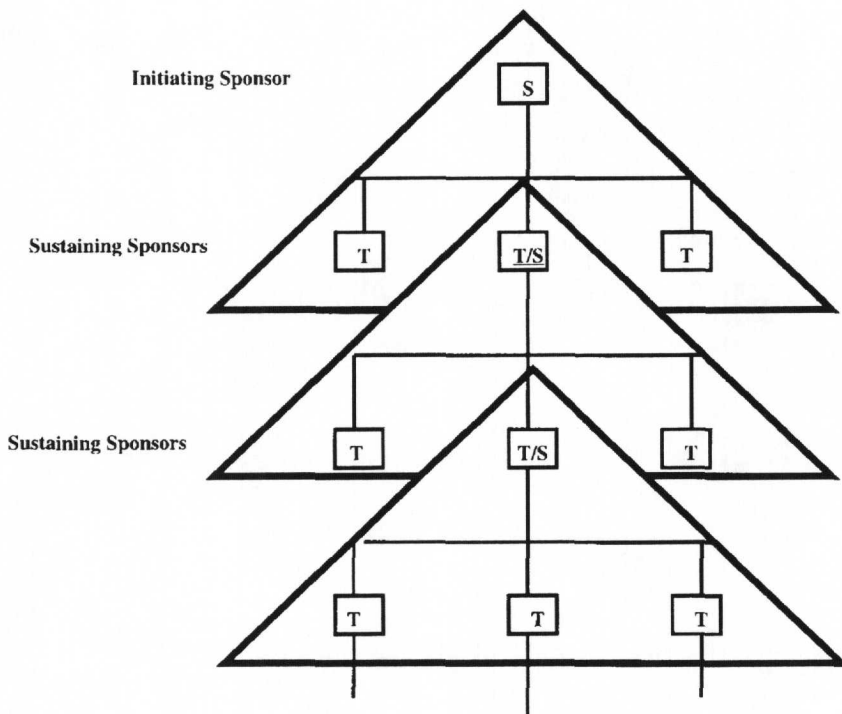 Initiating Sponsor
S
Sustaining Sponsors
T T/S T
Sustaining Sponsors
T T/S T
T T T